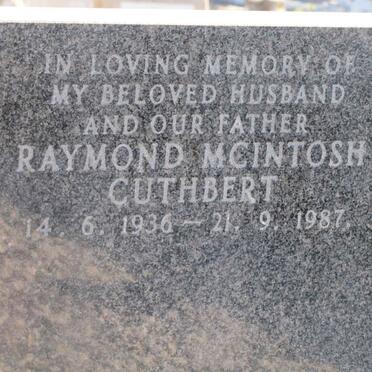 IN LOVING MEMORY OF
MY BELOVED HUSBAND
AND OUR FATHER
RAYMOND MCINTOSH
CUTHBERT
14. 6. 1936 — 21. 9. 1987.